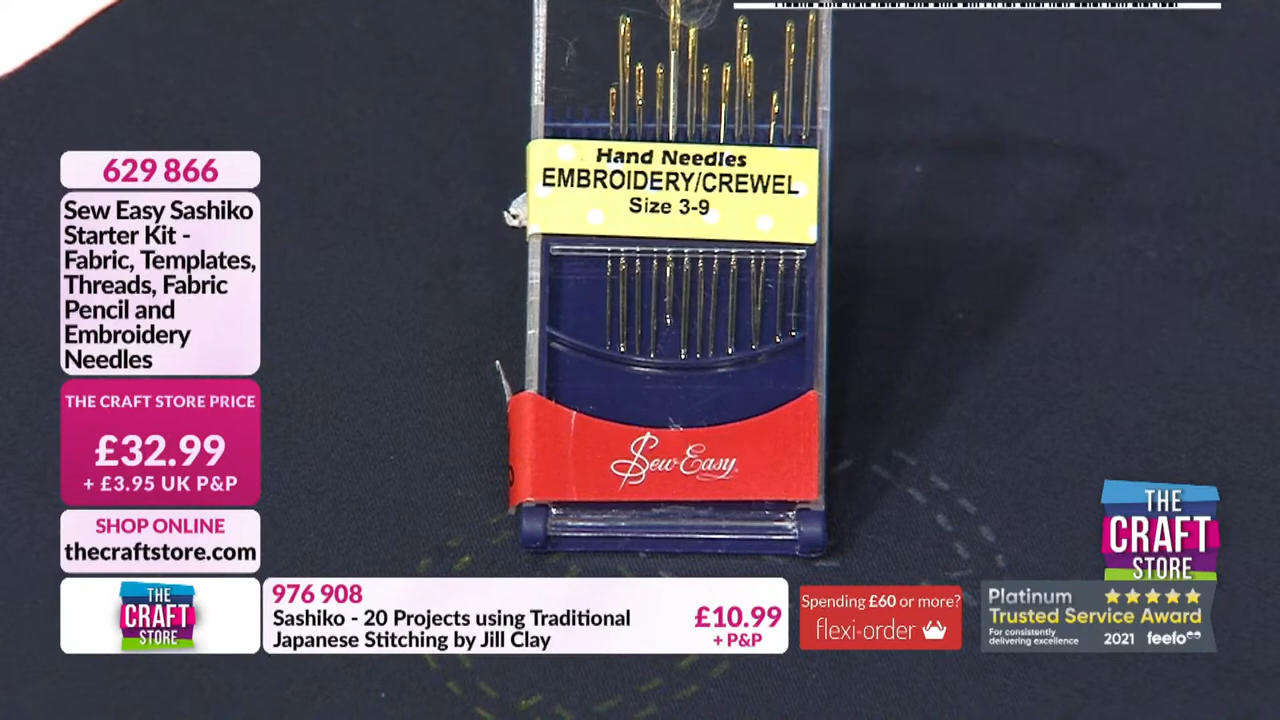 Hand Needles
EMBROIDERY/CREWEL
Size 3-9
Sew Easy
629 866
Sew Easy Sashiko
Starter Kit -
Fabric, Templates,
Threads, Fabric
Pencil and
Embroidery
Needles
THE CRAFT STORE PRICE
£32.99
+ £3.95 UK P&P
SHOP ONLINE
thecraftstore.com
THE
CRAFT
STORE
976 908
Sashiko - 20 Projects using Traditional
Japanese Stitching by Jill Clay
£10.99
+ P&P
Spending £60 or more?
flexi-order
THE
CRAFT
STORE
Platinum
Trusted Service Award
For consistently
delivering excellence
2021 feefo